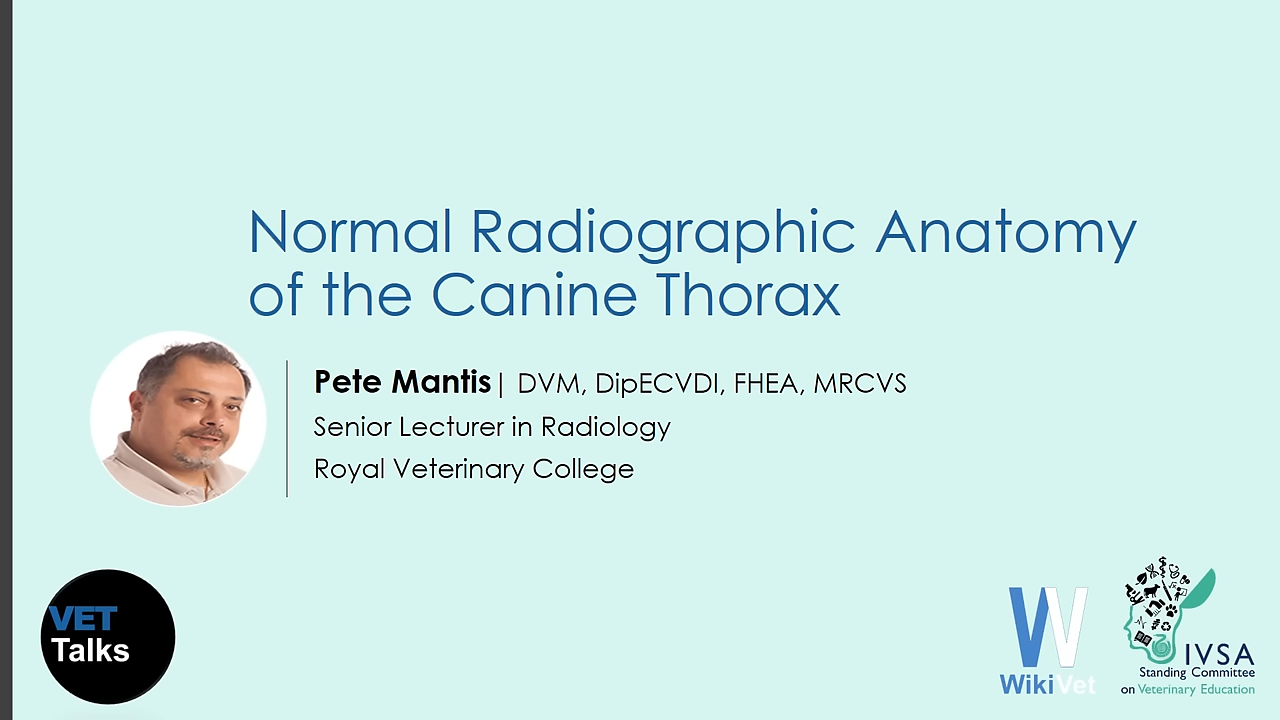 Normal Radiographic Anatomy
of the Canine Thorax
Pete Mantis| DVM, DipECVDI, FHEA, MRCVS
Senior Lecturer in Radiology
Royal Veterinary College
VET
Talks
W
WikiVet
IVSA
Standing Committee
on Veterinary Education